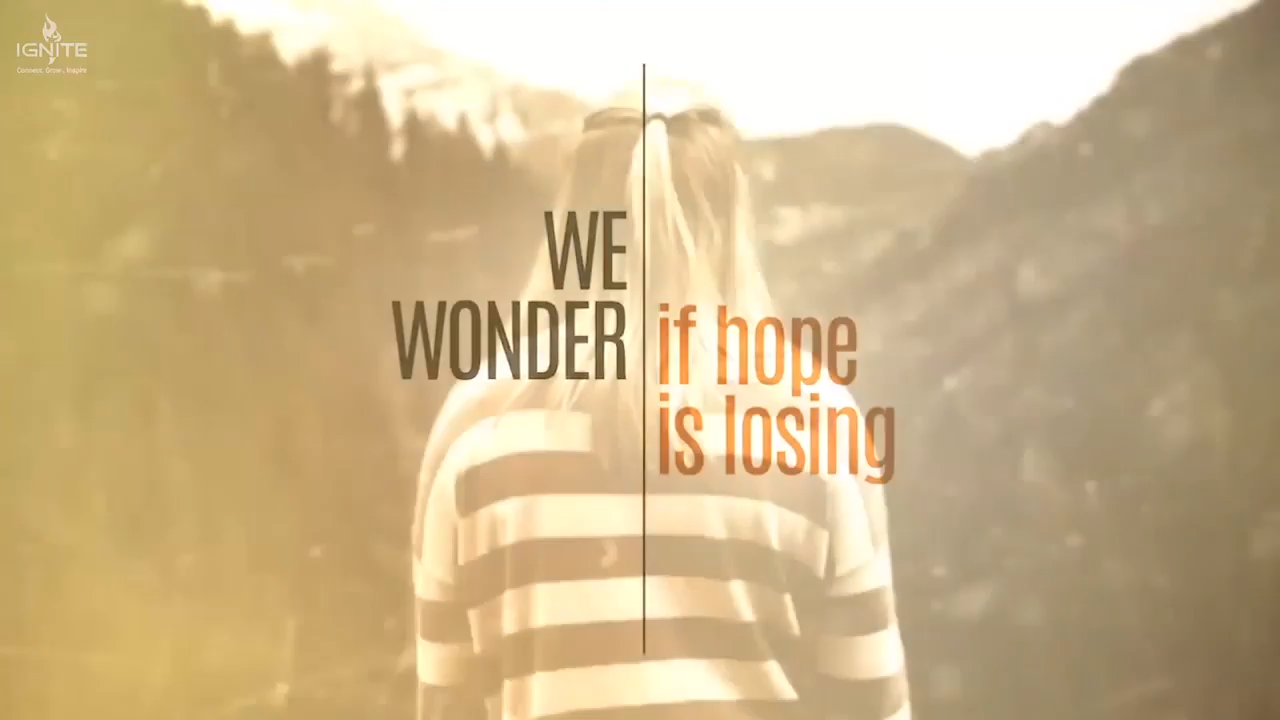 IGNITE
Connect. Grow. Inspire
WE
WONDER
if hope
is losing